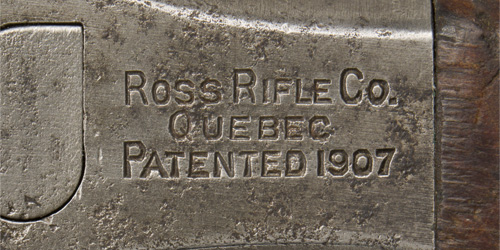 ROSS RIFLE CO.
QUEBEC
PATENTED 1907